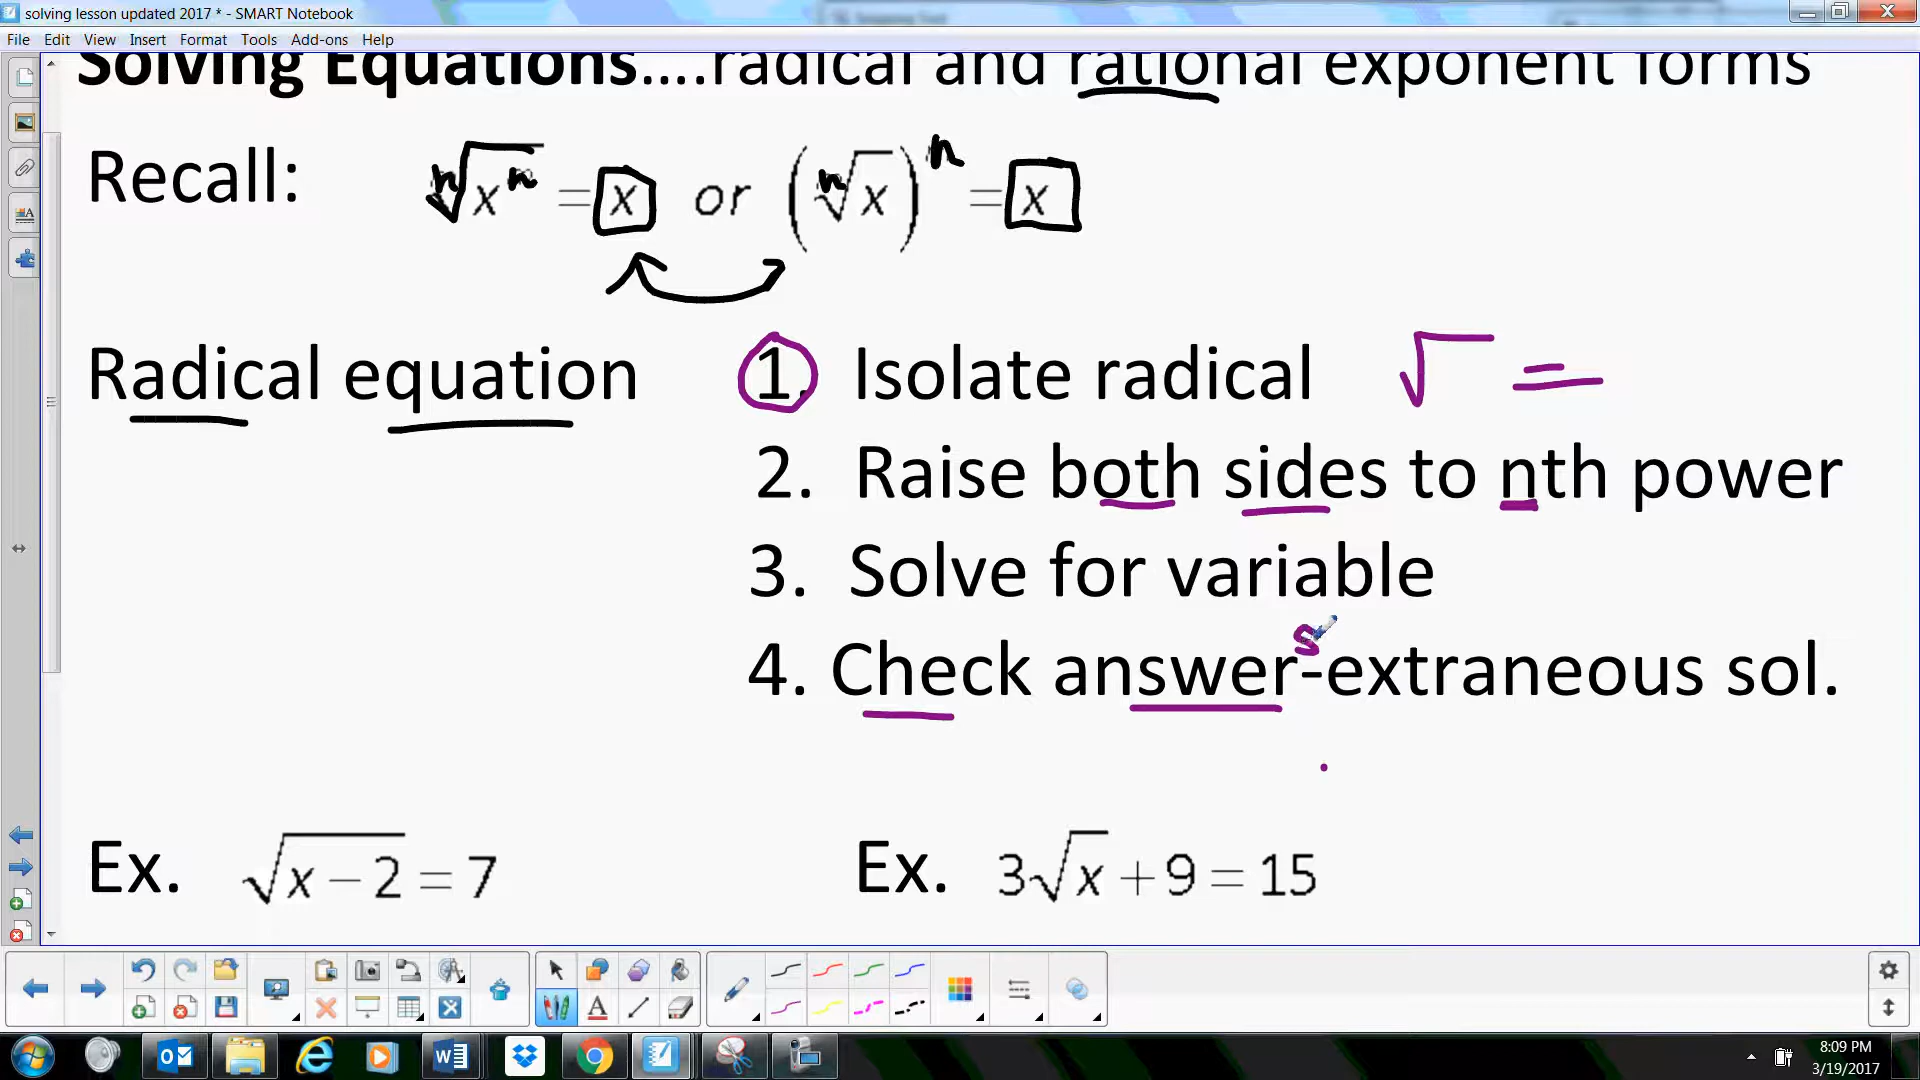 solving lesson updated 2017 * - SMART Notebook
File Edit View Insert Format Tools Add-ons Help
Solving Equations....radical and rational exponent forms
Recall: ⁿ√xⁿ = x or (ⁿ√x)ⁿ = x
Radical equation 1. Isolate radical √ =
2. Raise both sides to nth power
3. Solve for variable
s
4. Check answer-extraneous sol.
Ex. √(x−2) = 7 Ex. 3√x + 9 = 15
8:09 PM
3/19/2017